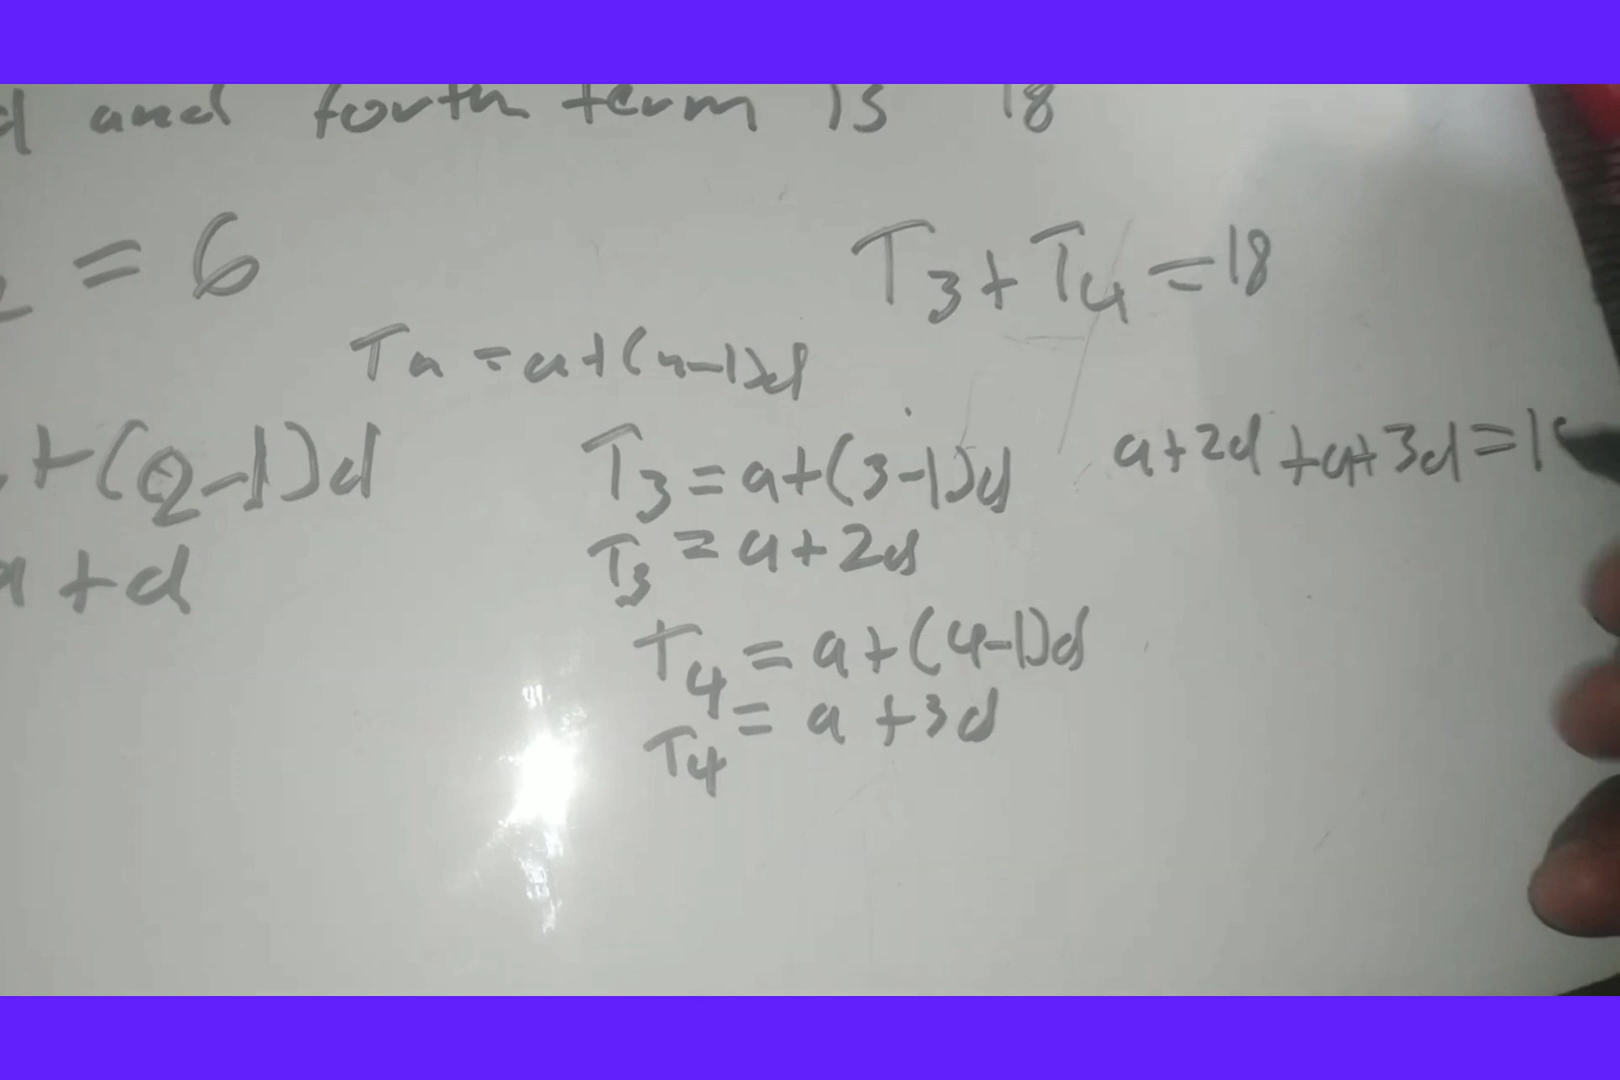 and fourth term is 18
= 6
T3 + T4 = 18
Tn = a + (n-1)d
+ (2-1)d
T3 = a + (3-1)d
a + 2d + a + 3d = 1
T3 = a + 2d
a + d
T4 = a + (4-1)d
T4 = a + 3d